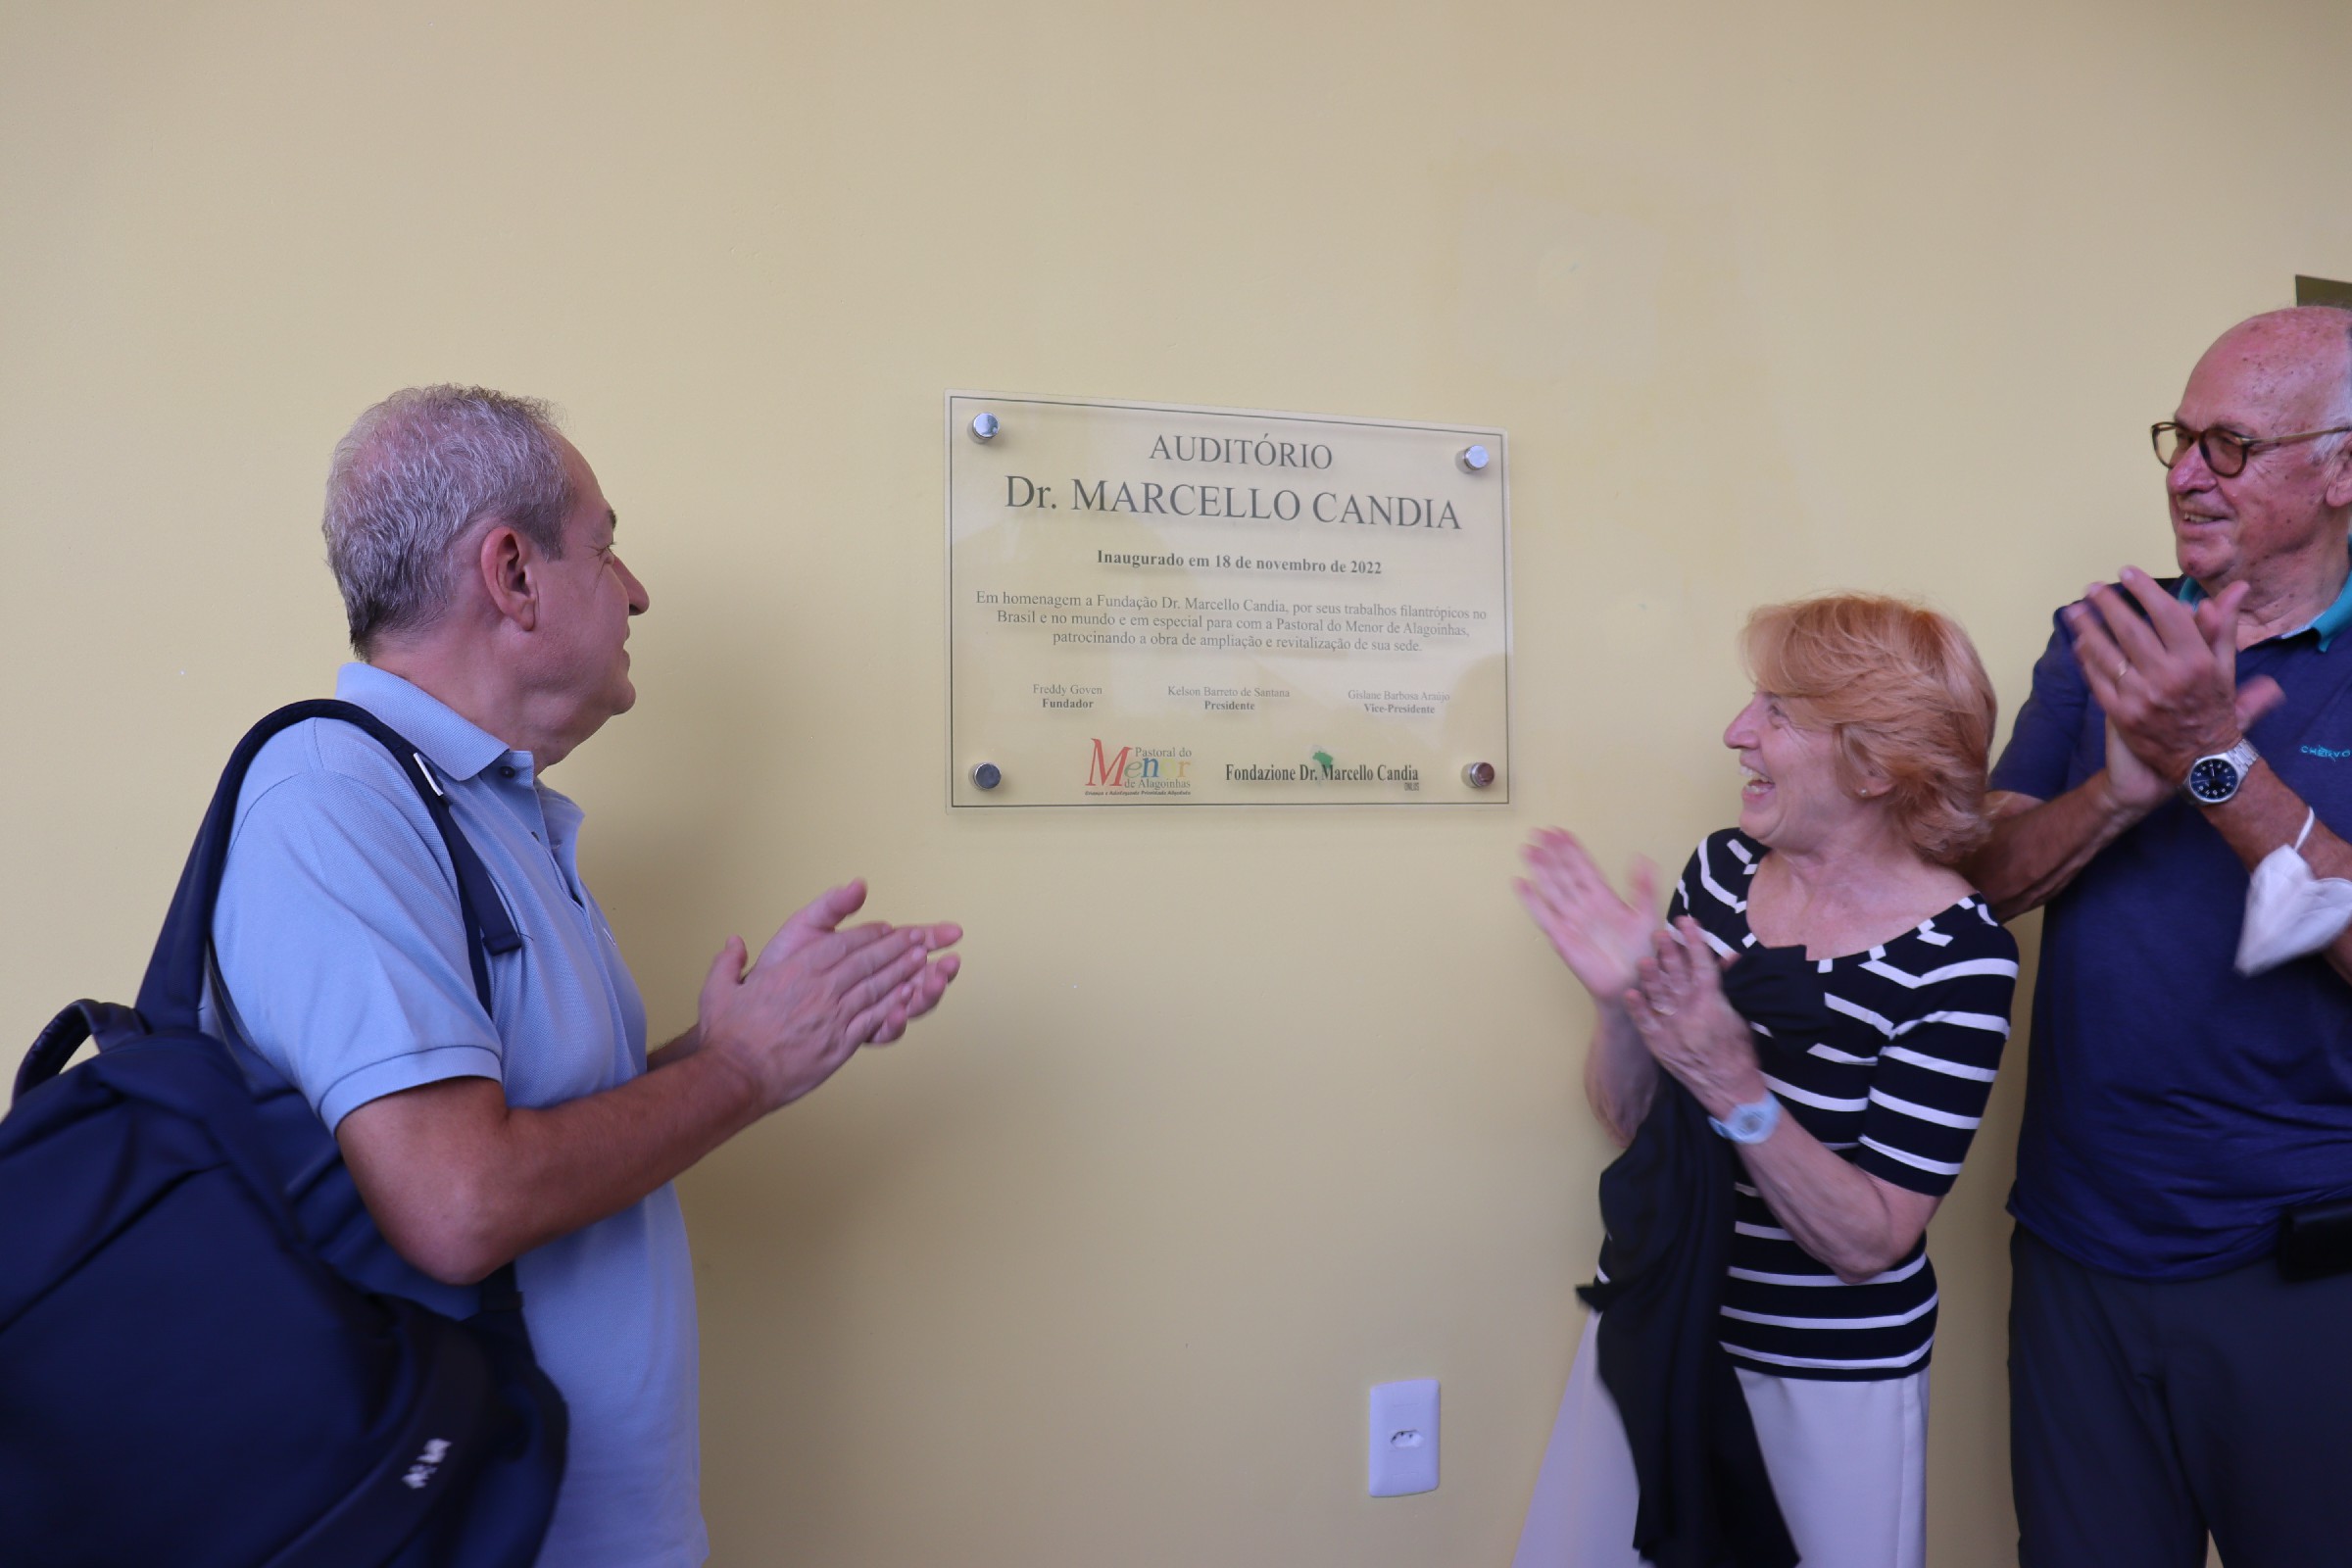 AUDITÓRIO
Dr. MARCELLO CANDIA
Inaugurado em 18 de novembro de 2022
Em homenagem a Fundação Dr. Marcello Candia, por seus trabalhos filantrópicos no
Brasil e no mundo e em especial para com a Pastoral do Menor de Alagoinhas,
patrocinando a obra de ampliação e revitalização de sua sede.
Freddy Goven
Fundador
Kelson Barreto de Santana
Presidente
Gislane Barbosa Araújo
Vice-Presidente
Pastoral do
Menor
de Alagoinhas
Fondazione Dr. Marcello Candia
ONLUS